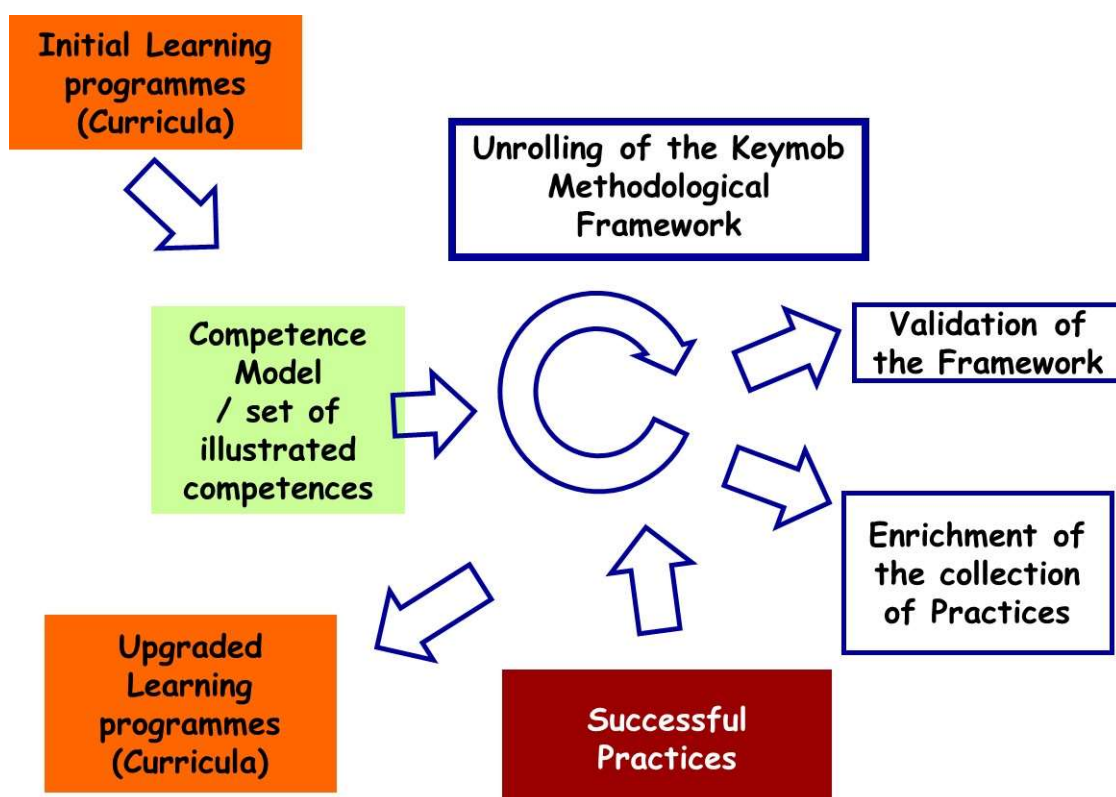 Initial Learning
programmes
(Curricula)
Unrolling of the Keymob
Methodological
Framework
Competence
Model
/ set of
illustrated
competences
Validation of
the Framework
Enrichment of
the collection
of Practices
Upgraded
Learning
programmes
(Curricula)
Successful
Practices